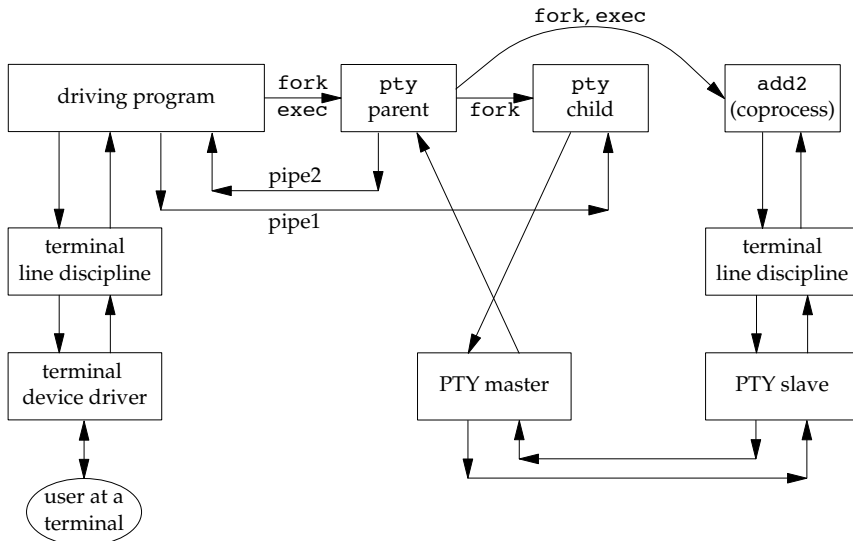 fork, exec
driving program
fork
exec
pty
parent
fork
pty
child
add2
(coprocess)
pipe2
pipe1
terminal
line discipline
terminal
line discipline
terminal
device driver
PTY master
PTY slave
user at a
terminal